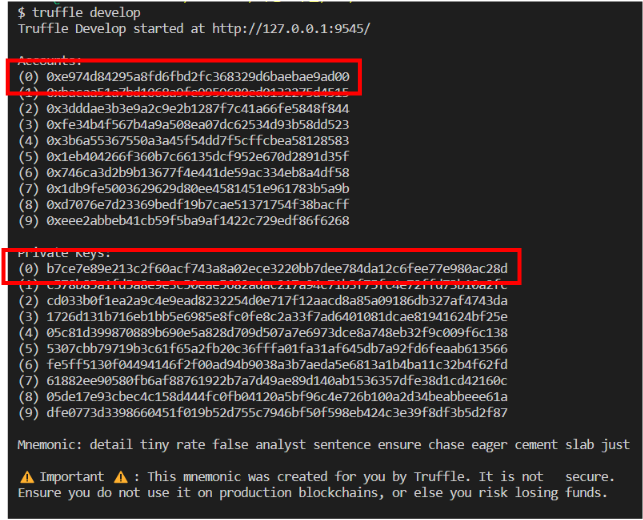 $ truffle develop
Truffle Develop started at http://127.0.0.1:9545/
Accounts:
(0) 0xe974d84295a8fd6fbd2fc368329d6baebae9ad00
(1)
(2) 0x3dddae3b3e9a2c9e2b1287f7c41a66fe5848f844
(3) 0xfe34b4f567b4a9a508ea07dc62534d93b58dd523
(4) 0x3b6a55367550a3a45f54dd7f5cffcbea58128583
(5) 0x1eb404266f360b7c66135dcf952e670d2891d35f
(6) 0x746ca3d2b9b13677f4e441de59ac334eb8a4df58
(7) 0x1db9fe5003629629d80ee4581451e961783b5a9b
(8) 0xd7076e7d23369bedf19b7cae51371754f38bacff
(9) 0xeee2abbeb41cb59f5ba9af1422c729edf86f6268
Private Keys:
(0) b7ce7e89e213c2f60acf743a8a02ece3220bb7dee784da12c6fee77e980ac28d
(1)
(2) cd033b0f1ea2a9c4e9ead8232254d0e717f12aacd8a85a09186db327af4743da
(3) 1726d131b716eb1bb5e6985e8fc0fe8c2a33f7ad6401081dcae81941624bf25e
(4) 05c81d399870889b690e5a828d709d507a7e6973dce8a748eb32f9c009f6c138
(5) 5307cbb79719b3c61f65a2fb20c36fffa01fa31af645db7a92fd6feaab613566
(6) fe5ff5130f04494146f2f00ad94b9038a3b7aeda5e6813a1b4ba11c32b4f62fd
(7) 61882ee90580fb6af88761922b7a7d49ae89d140ab1536357dfe38d1cd42160c
(8) 05de17e93cbec4c158d444fc0fb04120a5bf96c4e726b100a2d34beabbeee61a
(9) dfe0773d3398660451f019b52d755c7946bf50f598eb424c3e39f8df3b5d2f87
Mnemonic: detail tiny rate false analyst sentence ensure chase eager cement slab just
⚠️ Important ⚠️ : This mnemonic was created for you by Truffle. It is not secure.
Ensure you do not use it on production blockchains, or else you risk losing funds.